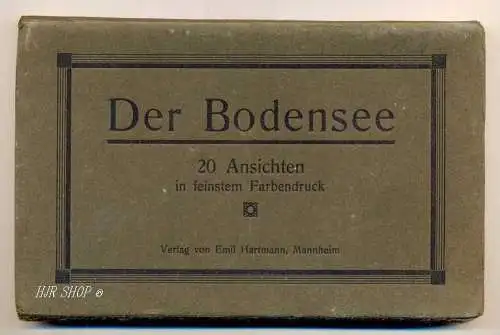 Der Bodensee
20 Ansichten
in feinstem Farbendruck
Verlag von Emil Hartmann, Mannheim
HJR SHOP ®